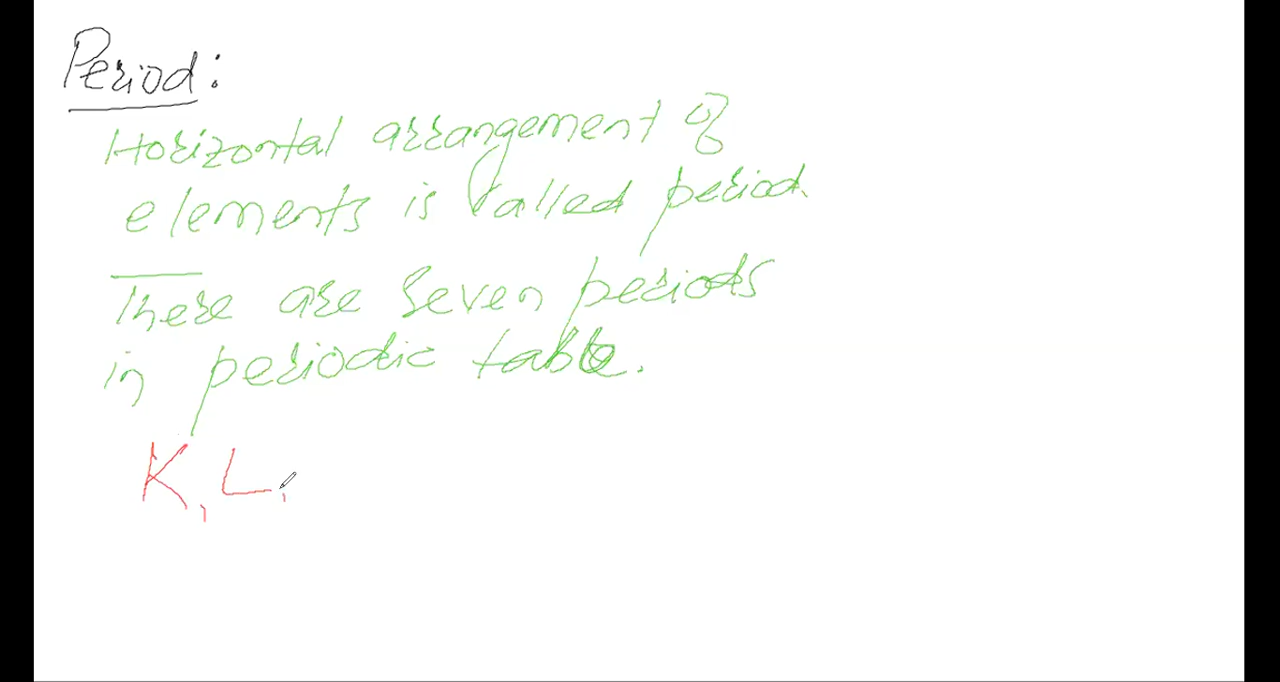 Period:
Horizontal arrangement of
elements is called period.
There are seven periods
in periodic table.
K, L,